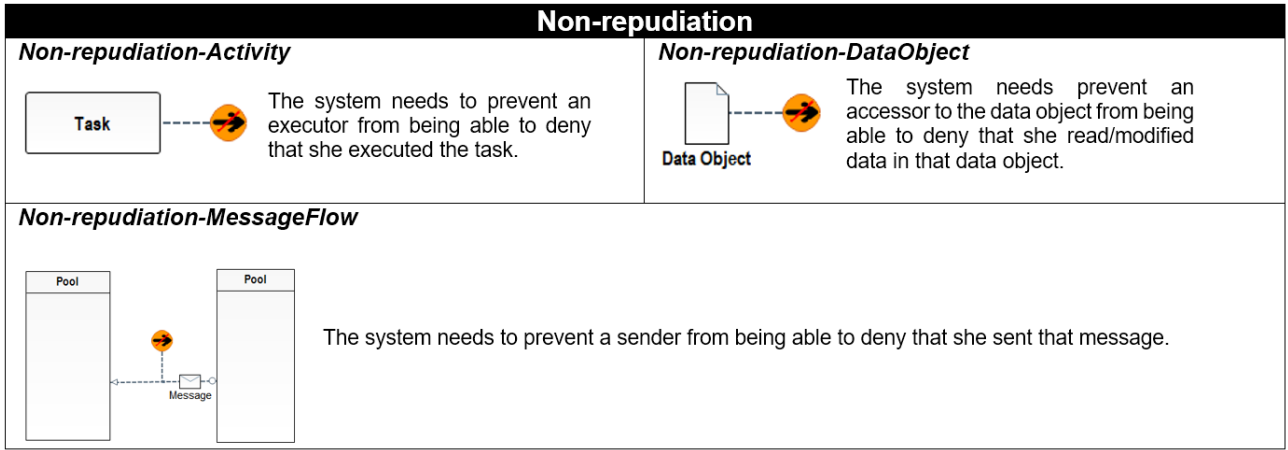 Non-repudiation
Non-repudiation-Activity
Task
The system needs to prevent an
executor from being able to deny
that she executed the task.
Non-repudiation-DataObject
Data Object
The system needs prevent an
accessor to the data object from being
able to deny that she read/modified
data in that data object.
Non-repudiation-MessageFlow
Pool
Pool
Message
The system needs to prevent a sender from being able to deny that she sent that message.